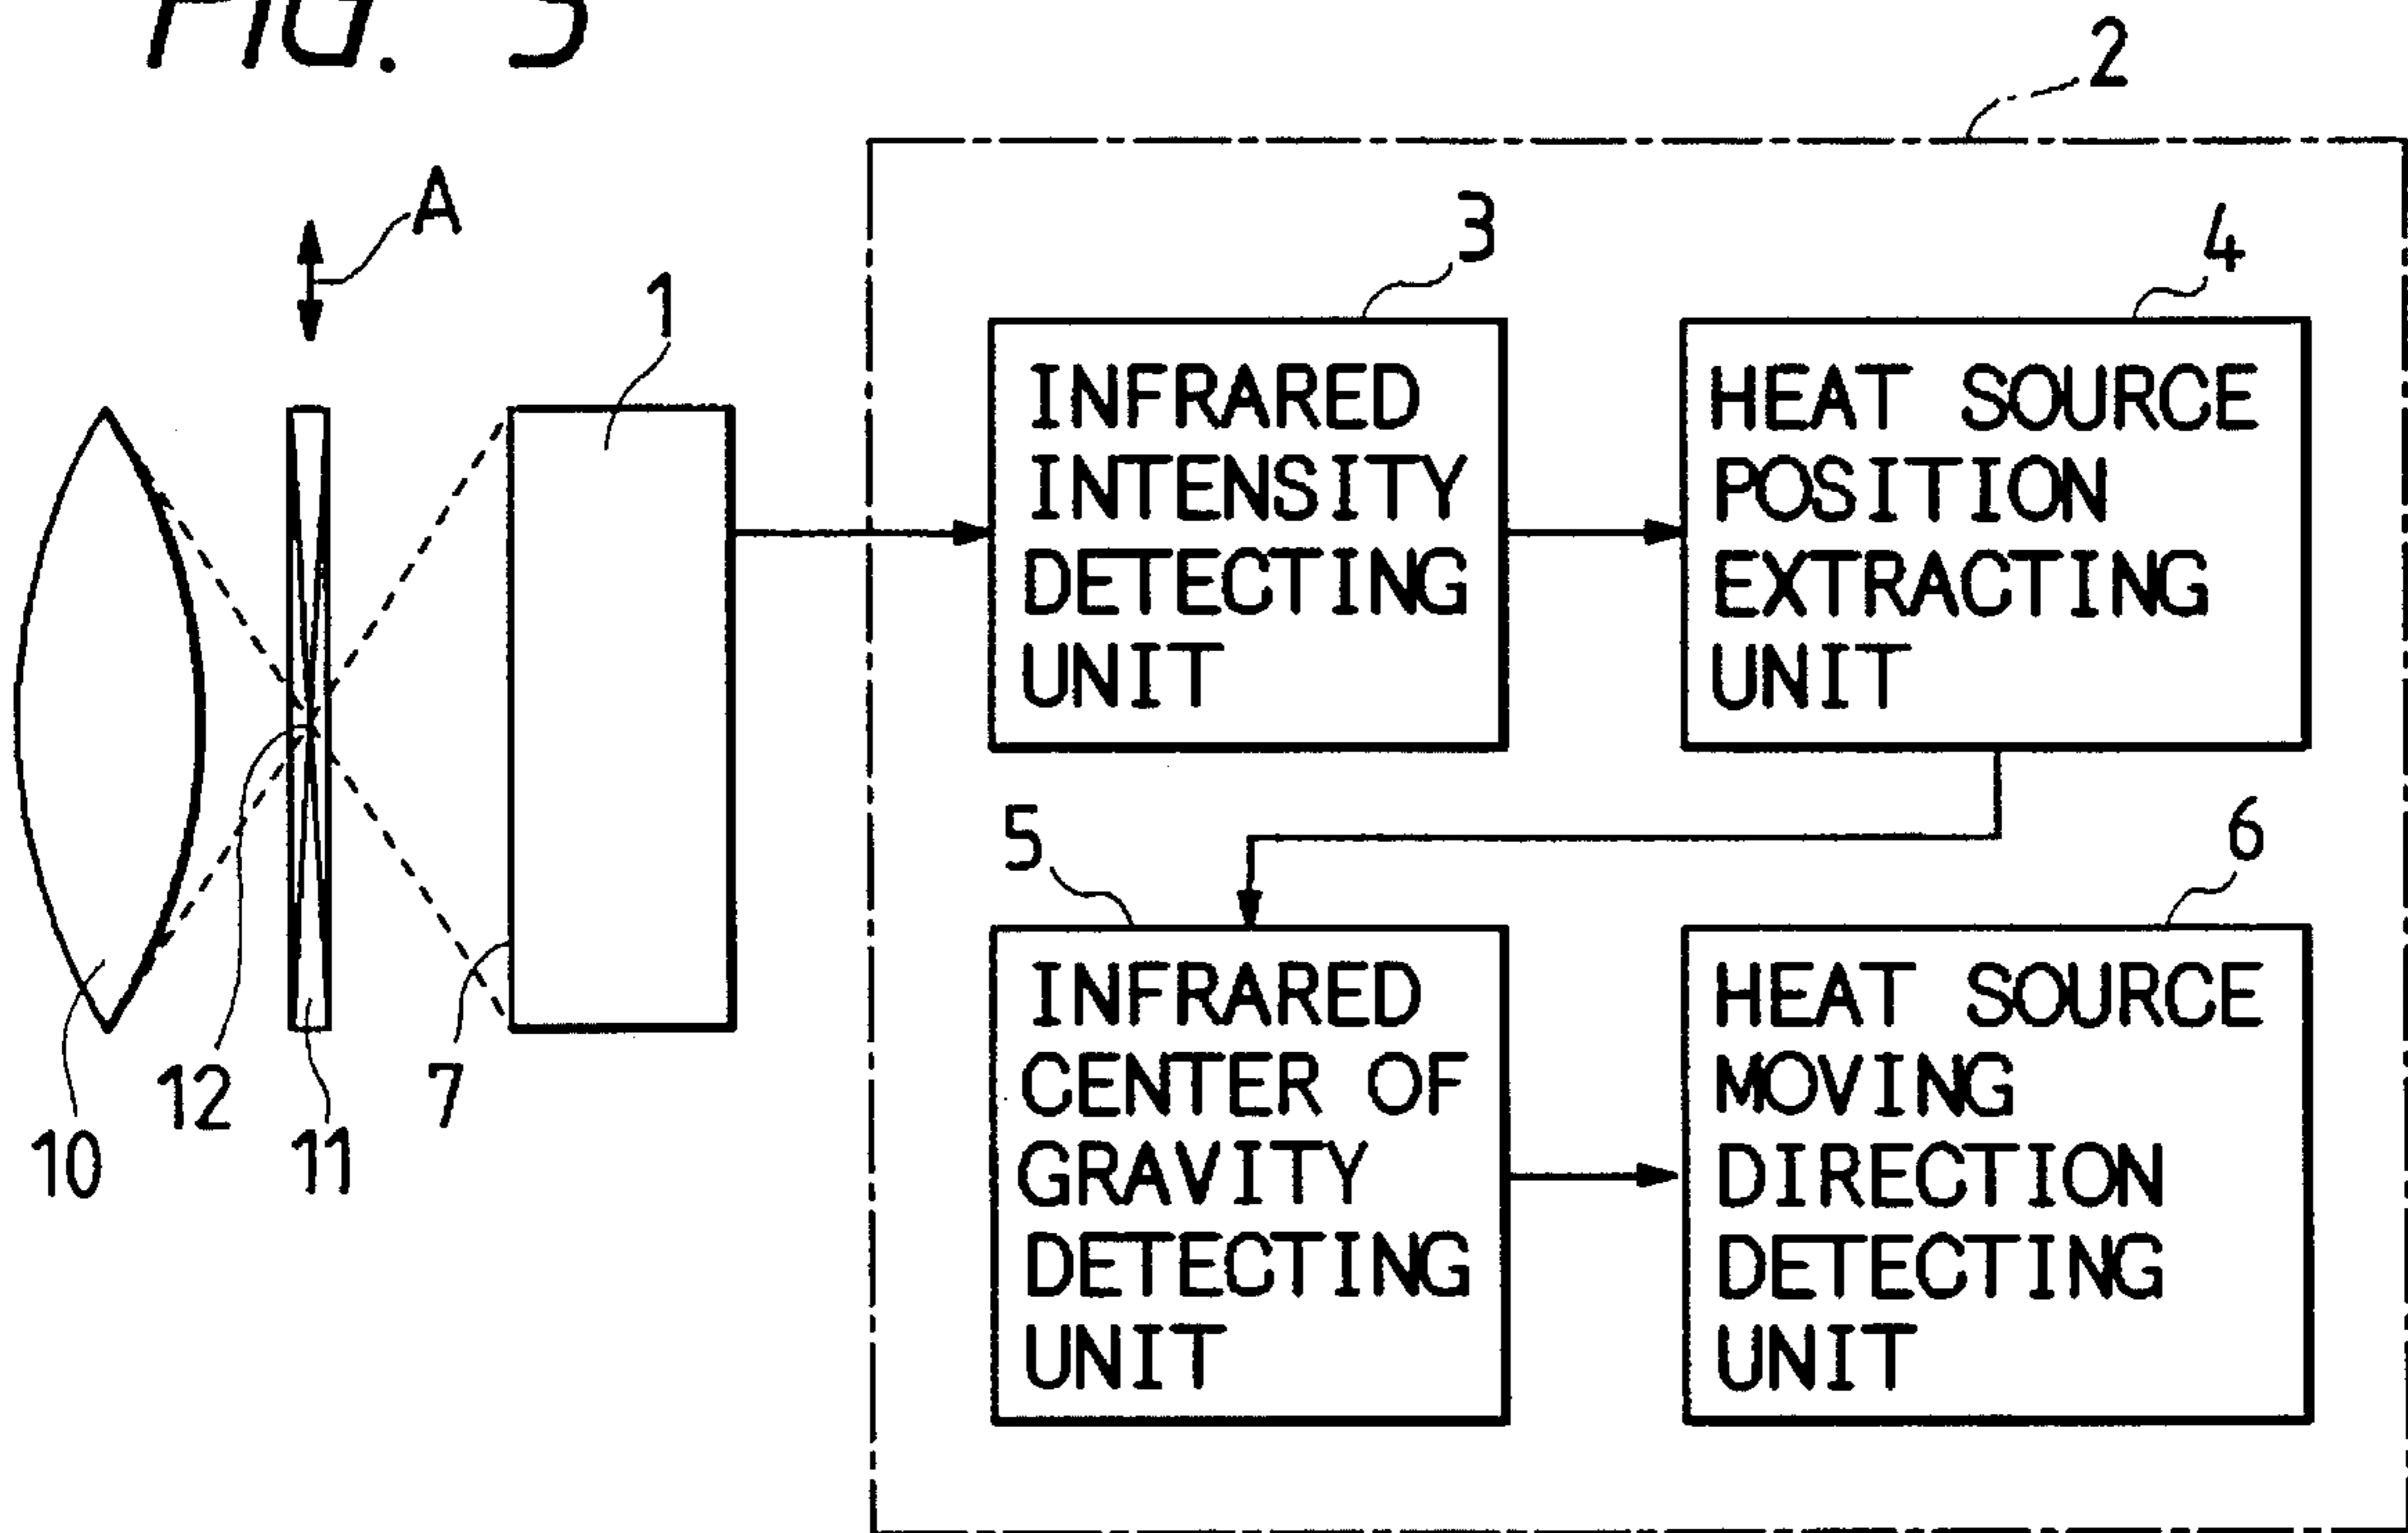 FIG. 5
2
A
3
4
1
INFRARED
INTENSITY
DETECTING
UNIT
HEAT SOURCE
POSITION
EXTRACTING
UNIT
5
6
INFRARED
CENTER OF
GRAVITY
DETECTING
UNIT
HEAT SOURCE
MOVING
DIRECTION
DETECTING
UNIT
10
12
11
7